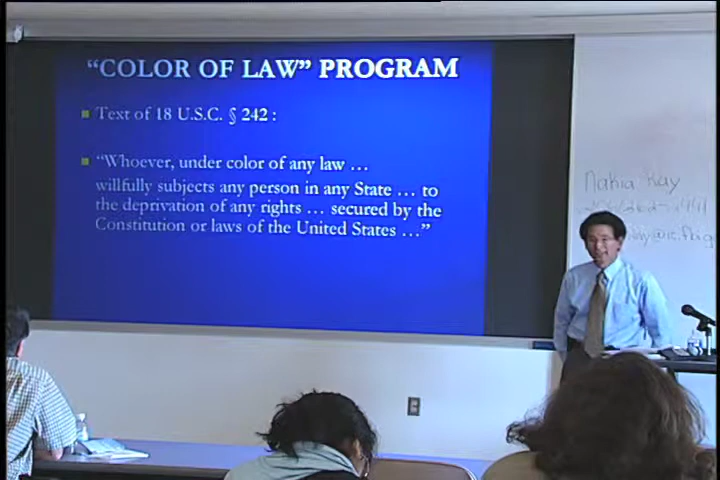 “COLOR OF LAW” PROGRAM
Text of 18 U.S.C. § 242 :
“Whoever, under color of any law …
willfully subjects any person in any State … to
the deprivation of any rights … secured by the
Constitution or laws of the United States …”
Nakia Kay